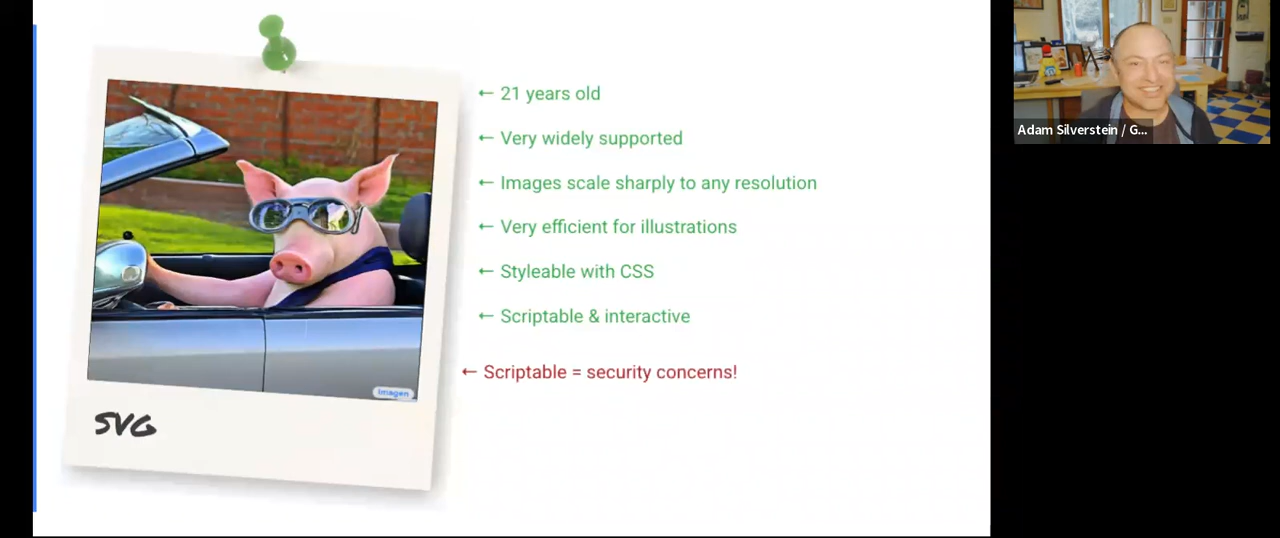 ← 21 years old
← Very widely supported
← Images scale sharply to any resolution
← Very efficient for illustrations
← Styleable with CSS
← Scriptable & interactive
← Scriptable = security concerns!
Imagen
SVG
Adam Silverstein / G...